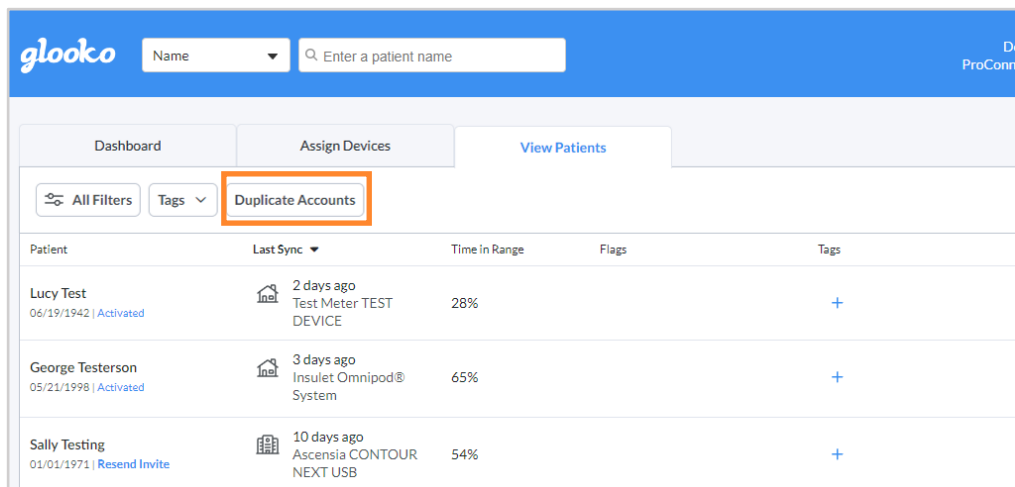 glooko
Name
Enter a patient name
ProConn
Dashboard
Assign Devices
View Patients
All Filters
Tags
Duplicate Accounts
Patient
Last Sync
Time in Range
Flags
Tags
Lucy Test
06/19/1942 | Activated
2 days ago
Test Meter TEST
DEVICE
28%
+
George Testerson
05/21/1998 | Activated
3 days ago
Insulet Omnipod®
System
65%
+
Sally Testing
01/01/1971 | Resend Invite
10 days ago
Ascensia CONTOUR
NEXT USB
54%
+